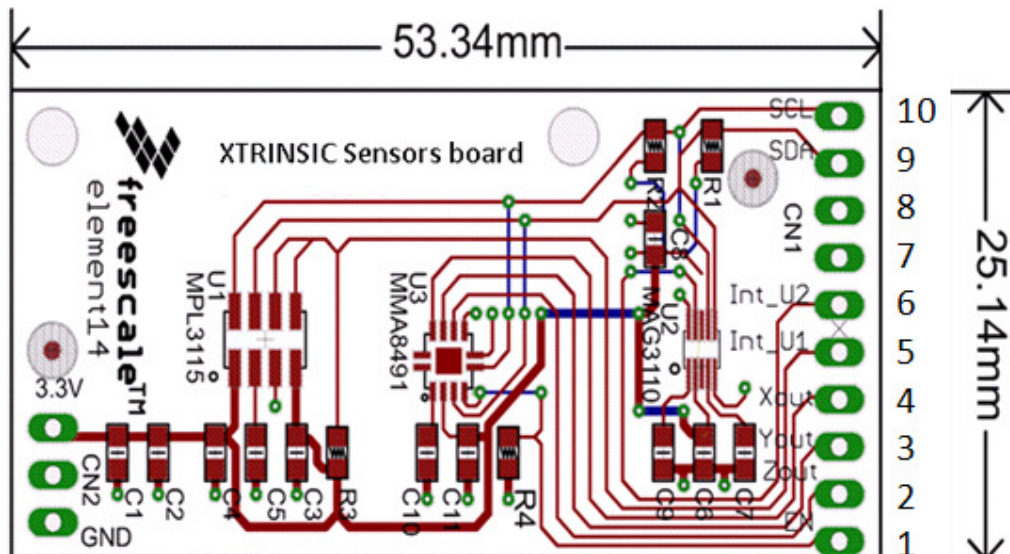 53.34mm
XTRINSIC Sensors board
freescale™
element14
SCL
10
SDA
9
8
CN1
7
25.14mm
R2
R1
C8
U1
MPL3115
U3
MMA8491
U2
MAG3110
Int_U2
6
Int_U1
5
Xout
4
Yout
3
Zout
2
EX
1
3.3V
CN2
GND
C1
C2
C4
C5
C3
R3
C10
C11
R4
C9
C6
C7